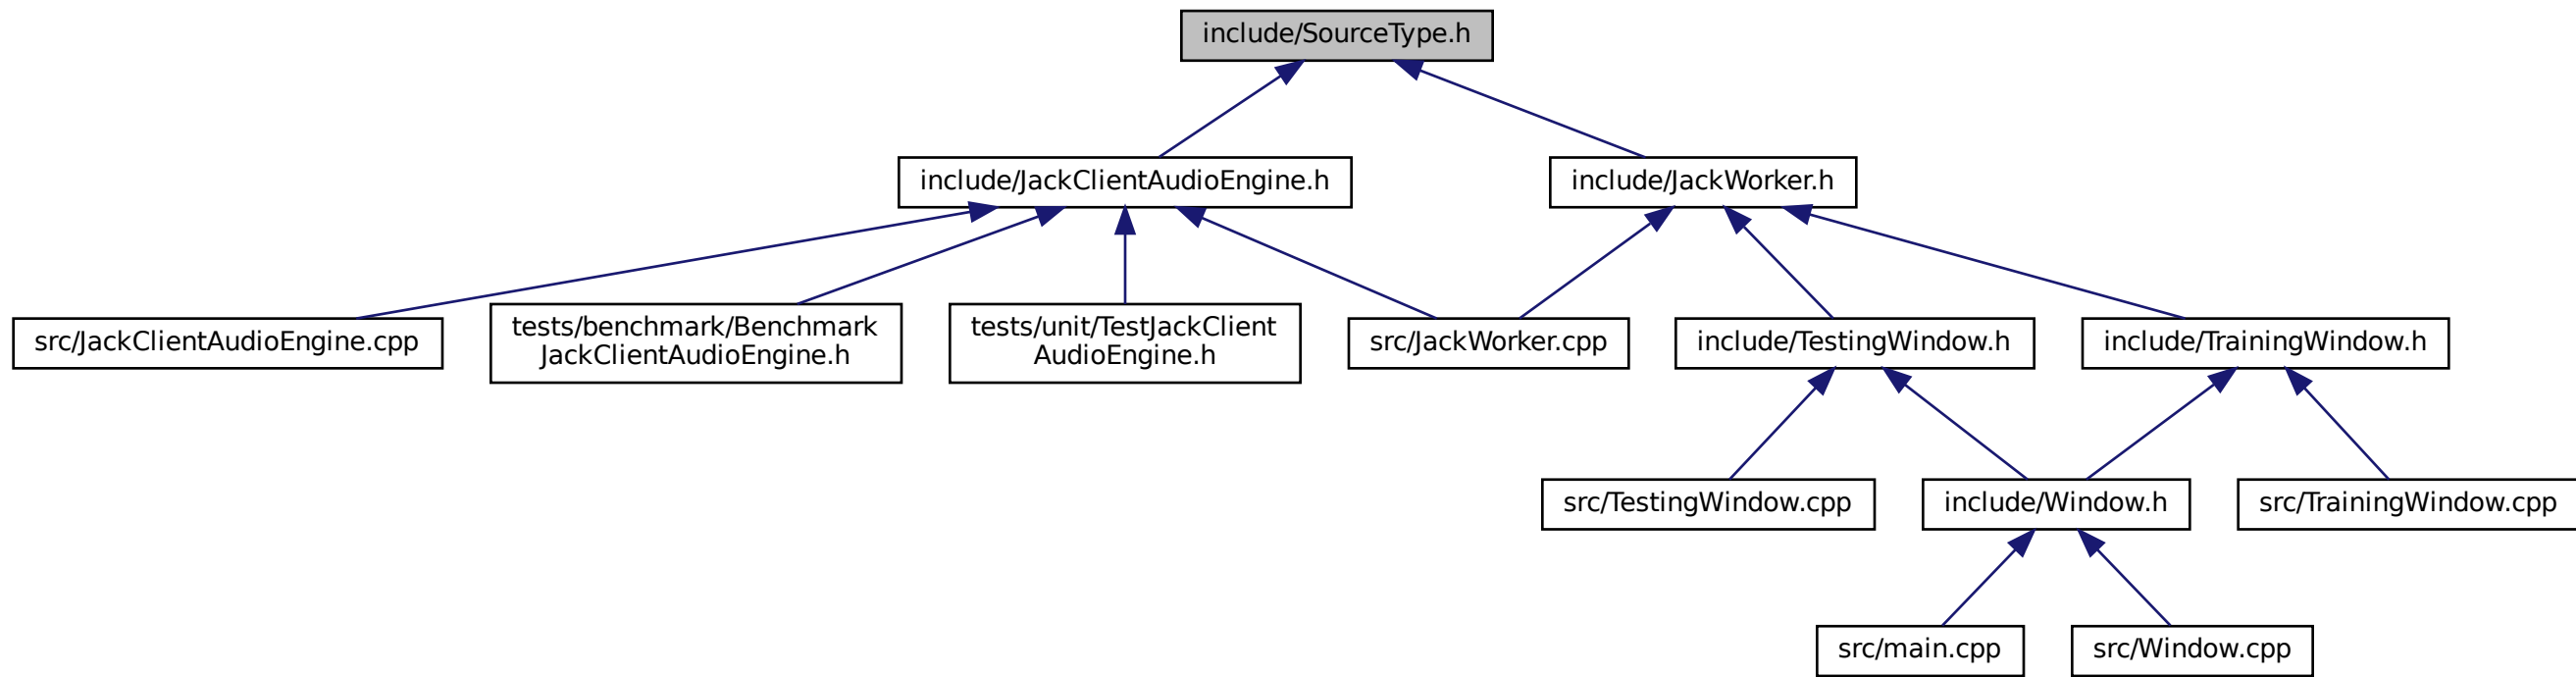 include/SourceType.h
include/JackClientAudioEngine.h
include/JackWorker.h
src/JackClientAudioEngine.cpp
tests/benchmark/Benchmark
JackClientAudioEngine.h
tests/unit/TestJackClient
AudioEngine.h
src/JackWorker.cpp
include/TestingWindow.h
include/TrainingWindow.h
src/TestingWindow.cpp
include/Window.h
src/TrainingWindow.cpp
src/main.cpp
src/Window.cpp